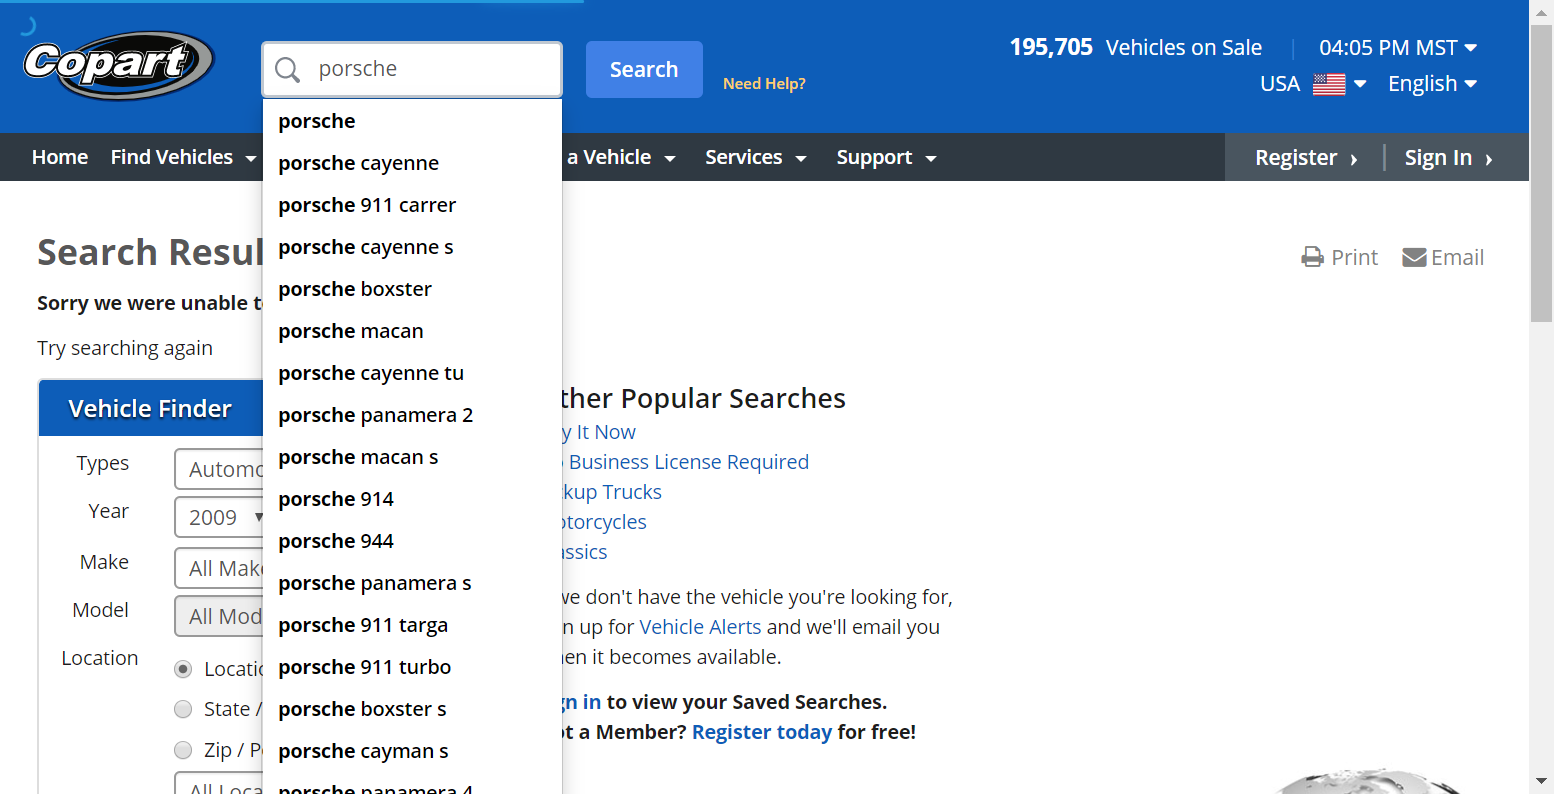 Copart
porsche
Search
Need Help?
195,705 Vehicles on Sale
04:05 PM MST
USA
English
Home
Find Vehicles
a Vehicle
Services
Support
Register
Sign In
porsche
porsche cayenne
porsche 911 carrer
porsche cayenne s
porsche boxster
porsche macan
porsche cayenne tu
porsche panamera 2
porsche macan s
porsche 914
porsche 944
porsche panamera s
porsche 911 targa
porsche 911 turbo
porsche boxster s
porsche cayman s
porsche panamera 4
Search Resul
Print
Email
Sorry we were unable t
Try searching again
Vehicle Finder
Types
Automo
Year
2009
Make
All Mak
Model
All Mod
Location
Locatio
State /
Zip / P
All Loca
ther Popular Searches
y It Now
Business License Required
kup Trucks
otorcycles
assics
we don't have the vehicle you're looking for,
n up for Vehicle Alerts and we'll email you
en it becomes available.
gn in to view your Saved Searches.
t a Member? Register today for free!